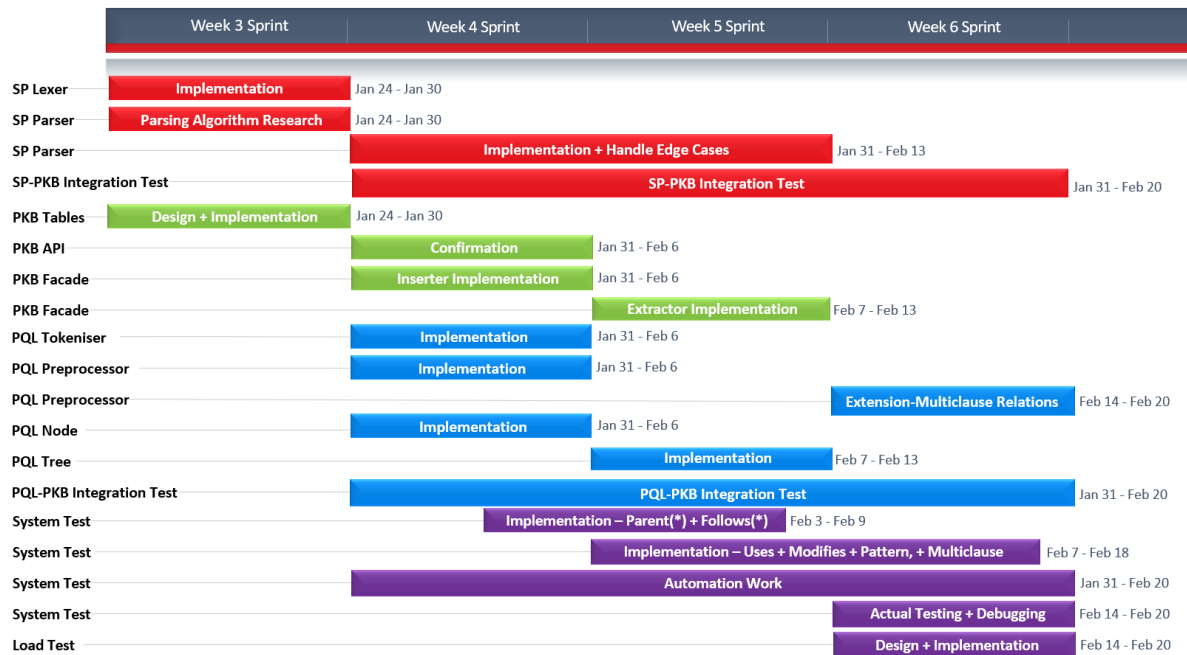 Week 3 Sprint Week 4 Sprint Week 5 Sprint Week 6 Sprint
SP Lexer Implementation Jan 24 - Jan 30
SP Parser Parsing Algorithm Research Jan 24 - Jan 30
SP Parser Implementation + Handle Edge Cases Jan 31 - Feb 13
SP-PKB Integration Test SP-PKB Integration Test Jan 31 - Feb 20
PKB Tables Design + Implementation Jan 24 - Jan 30
PKB API Confirmation Jan 31 - Feb 6
PKB Facade Inserter Implementation Jan 31 - Feb 6
PKB Facade Extractor Implementation Feb 7 - Feb 13
PQL Tokeniser Implementation Jan 31 - Feb 6
PQL Preprocessor Implementation Jan 31 - Feb 6
PQL Preprocessor Extension-Multiclause Relations Feb 14 - Feb 20
PQL Node Implementation Jan 31 - Feb 6
PQL Tree Implementation Feb 7 - Feb 13
PQL-PKB Integration Test PQL-PKB Integration Test Jan 31 - Feb 20
System Test Implementation – Parent(*) + Follows(*) Feb 3 - Feb 9
System Test Implementation – Uses + Modifies + Pattern, + Multiclause Feb 7 - Feb 18
System Test Automation Work Jan 31 - Feb 20
System Test Actual Testing + Debugging Feb 14 - Feb 20
Load Test Design + Implementation Feb 14 - Feb 20